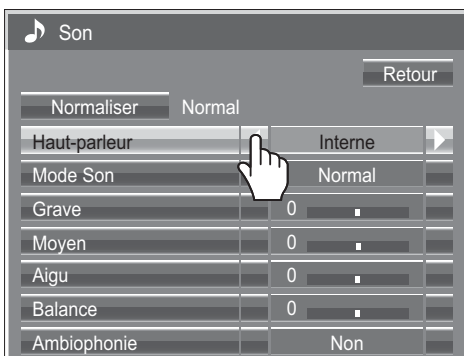 Son
Retour
Normaliser Normal
Haut-parleur Interne
Mode Son Normal
Grave 0
Moyen 0
Aigu 0
Balance 0
Ambiophonie Non